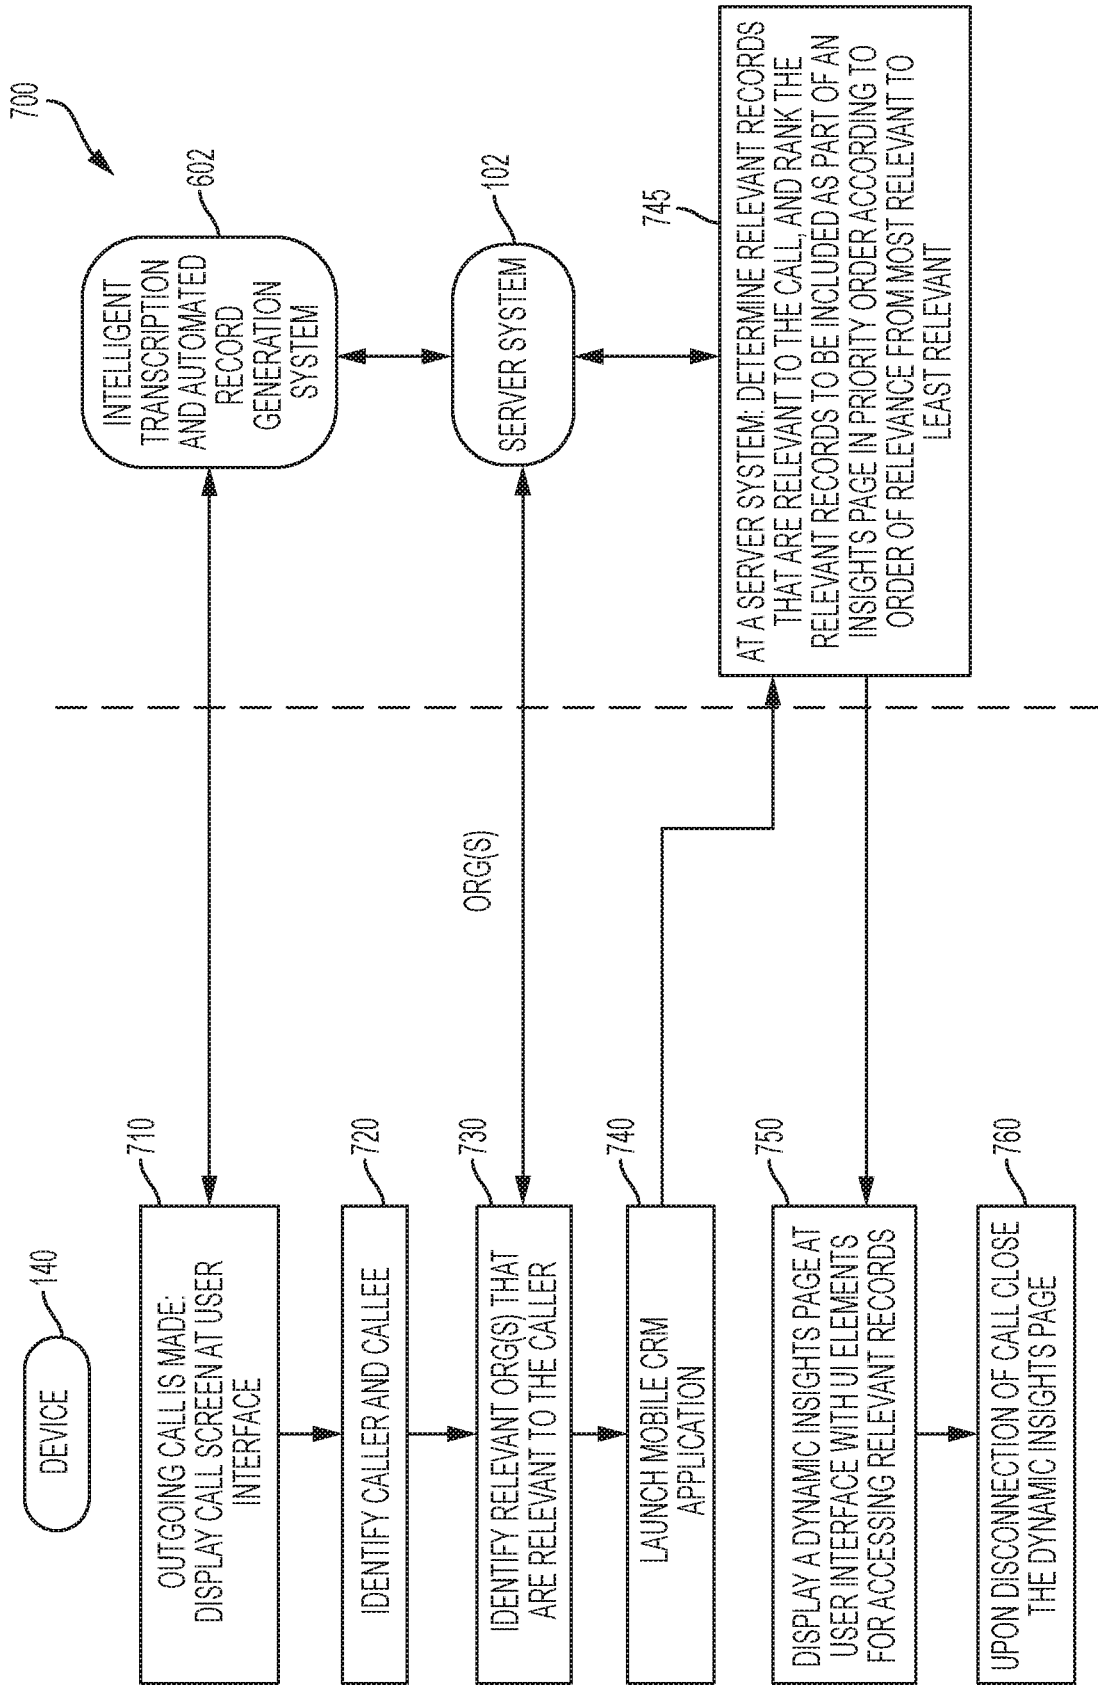 700
DEVICE
140
OUTGOING CALL IS MADE:
DISPLAY CALL SCREEN AT USER
INTERFACE
710
INTELLIGENT
TRANSCRIPTION
AND AUTOMATED
RECORD
GENERATION
SYSTEM
602
IDENTIFY CALLER AND CALLEE
720
IDENTIFY RELEVANT ORG(S) THAT
ARE RELEVANT TO THE CALLER
730
ORG(S)
SERVER SYSTEM
102
LAUNCH MOBILE CRM
APPLICATION
740
AT A SERVER SYSTEM: DETERMINE RELEVANT RECORDS
THAT ARE RELEVANT TO THE CALL, AND RANK THE
RELEVANT RECORDS TO BE INCLUDED AS PART OF AN
INSIGHTS PAGE IN PRIORITY ORDER ACCORDING TO
ORDER OF RELEVANCE FROM MOST RELEVANT TO
LEAST RELEVANT
745
DISPLAY A DYNAMIC INSIGHTS PAGE AT
USER INTERFACE WITH UI ELEMENTS
FOR ACCESSING RELEVANT RECORDS
750
UPON DISCONNECTION OF CALL CLOSE
THE DYNAMIC INSIGHTS PAGE
760